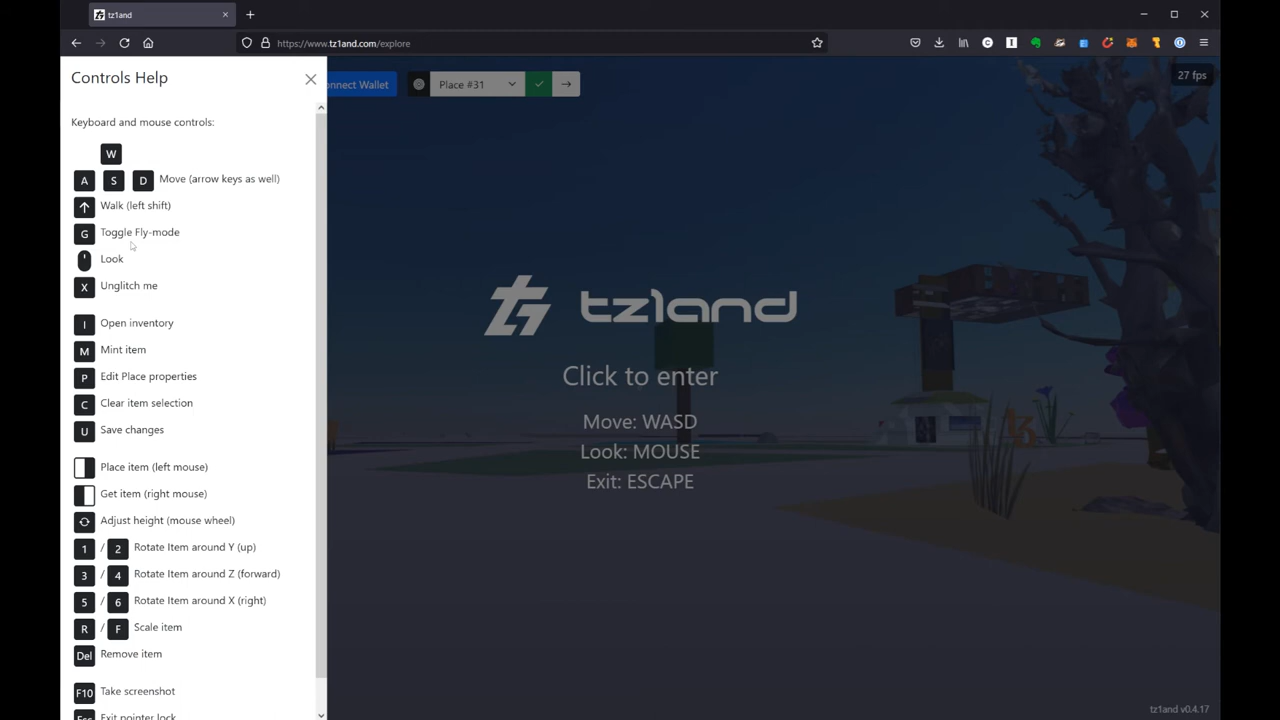 tz1and
https://www.tz1and.com/explore
Controls Help
onnect Wallet
Place #31
27 fps
Keyboard and mouse controls:
W
A S D Move (arrow keys as well)
Walk (left shift)
G Toggle Fly-mode
Look
X Unglitch me
I Open inventory
M Mint item
P Edit Place properties
C Clear item selection
U Save changes
Place item (left mouse)
Get item (right mouse)
Adjust height (mouse wheel)
1 / 2 Rotate Item around Y (up)
3 / 4 Rotate Item around Z (forward)
5 / 6 Rotate Item around X (right)
R / F Scale item
Del Remove item
F10 Take screenshot
Esc Exit pointer lock
tz1and
Click to enter
Move: WASD
Look: MOUSE
Exit: ESCAPE
tz1and v0.4.17